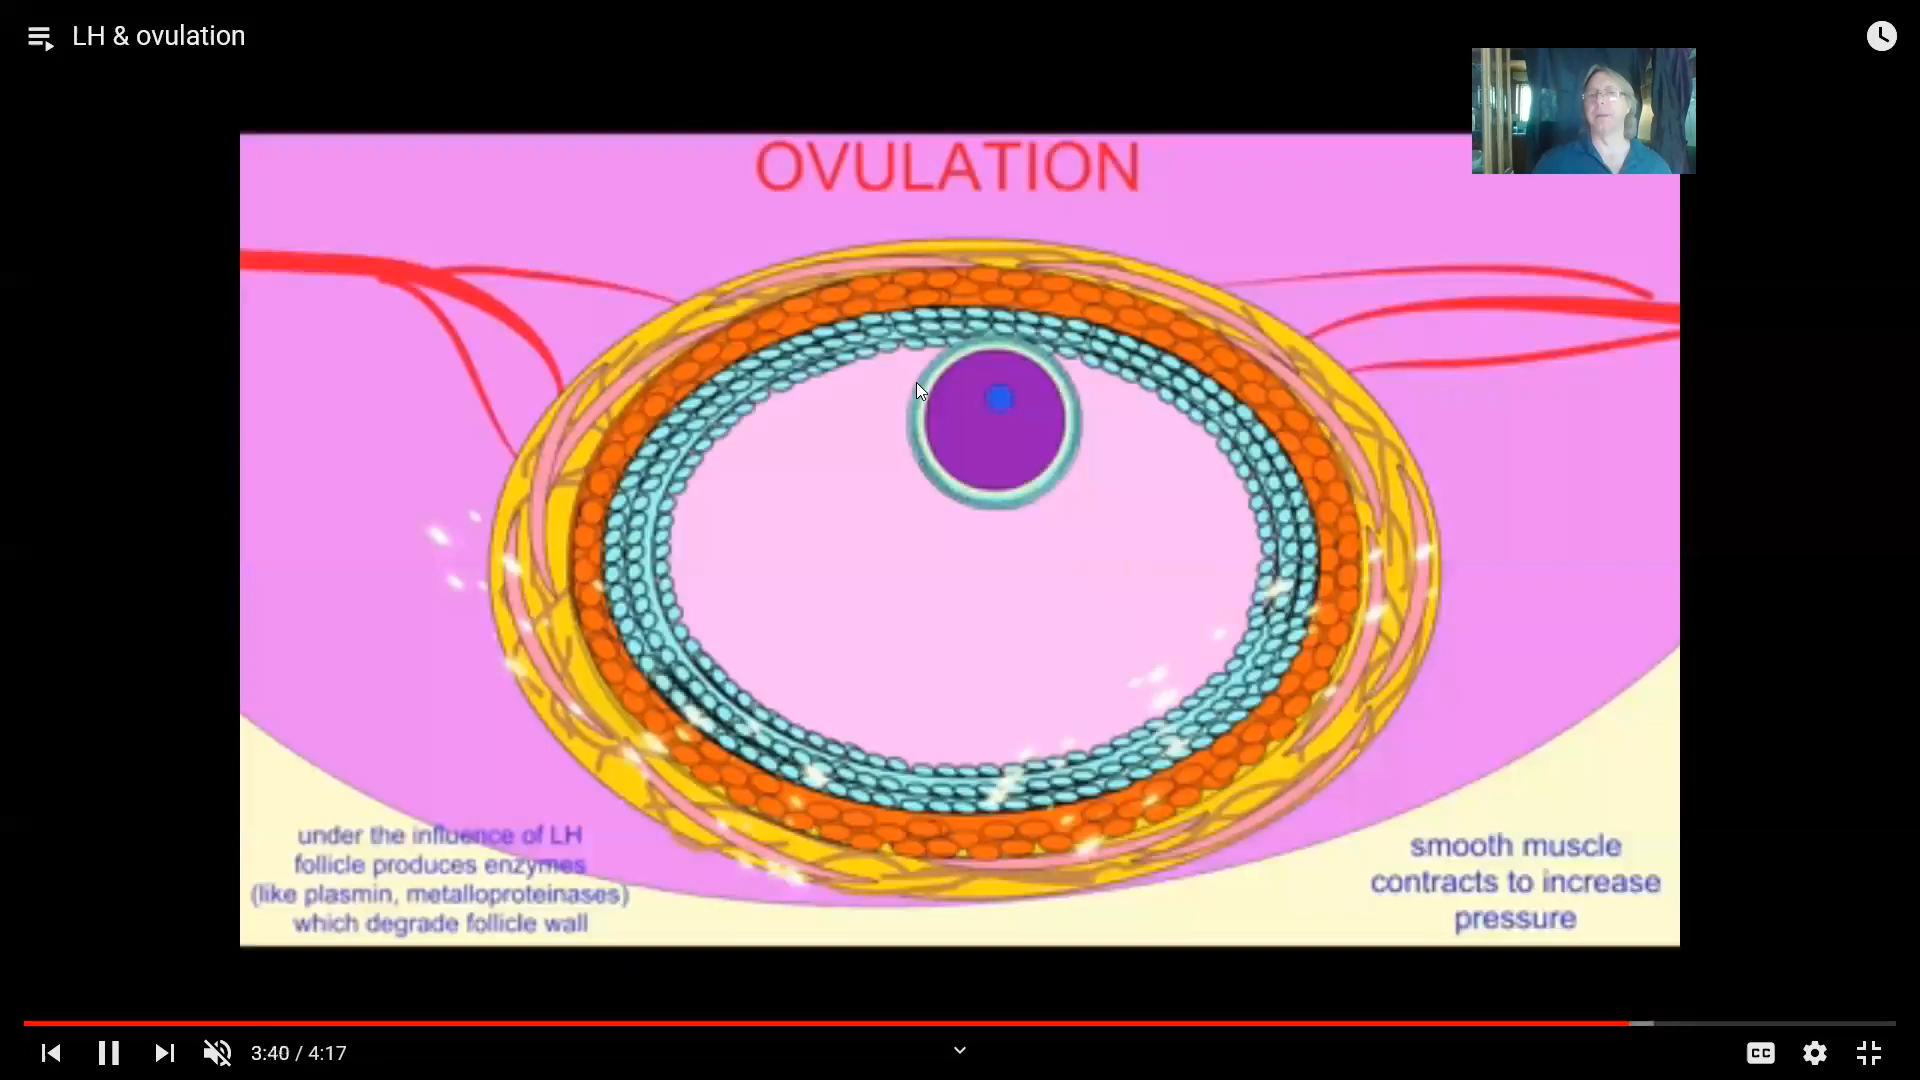 LH & ovulation
OVULATION
under the influence of LH
follicle produces enzymes
(like plasmin, metalloproteinases)
which degrade follicle wall
smooth muscle
contracts to increase
pressure
3:40 / 4:17
CC